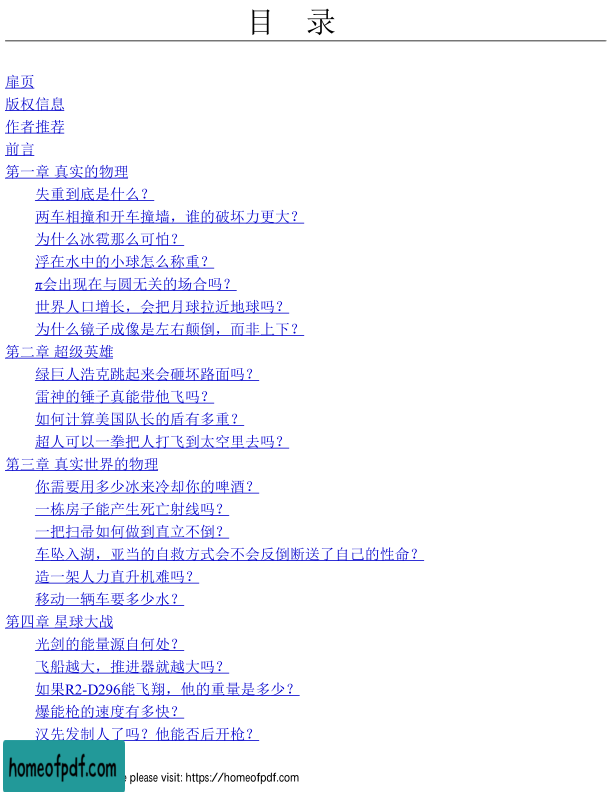 目 录
扉页
版权信息
作者推荐
前言
第一章 真实的物理
失重到底是什么？
两车相撞和开车撞墙，谁的破坏力更大？
为什么冰雹那么可怕？
浮在水中的小球怎么称重？
π会出现在与圆无关的场合吗？
世界人口增长，会把月球拉近地球吗？
为什么镜子成像是左右颠倒，而非上下？
第二章 超级英雄
绿巨人浩克跳起来会砸坏路面吗？
雷神的锤子真能带他飞吗？
如何计算美国队长的盾有多重？
超人可以一拳把人打飞到太空里去吗？
第三章 真实世界的物理
你需要用多少冰来冷却你的啤酒？
一栋房子能产生死亡射线吗？
一把扫帚如何做到直立不倒？
车坠入湖，亚当的自救方式会不会反倒断送了自己的性命？
造一架人力直升机难吗？
移动一辆车要多少水？
第四章 星球大战
光剑的能量源自何处？
飞船越大，推进器就越大吗？
如果R2-D296能飞翔，他的重量是多少？
爆能枪的速度有多快？
汉先发制人了吗？他能否后开枪？
homeofpdf.com please visit: https://homeofpdf.com